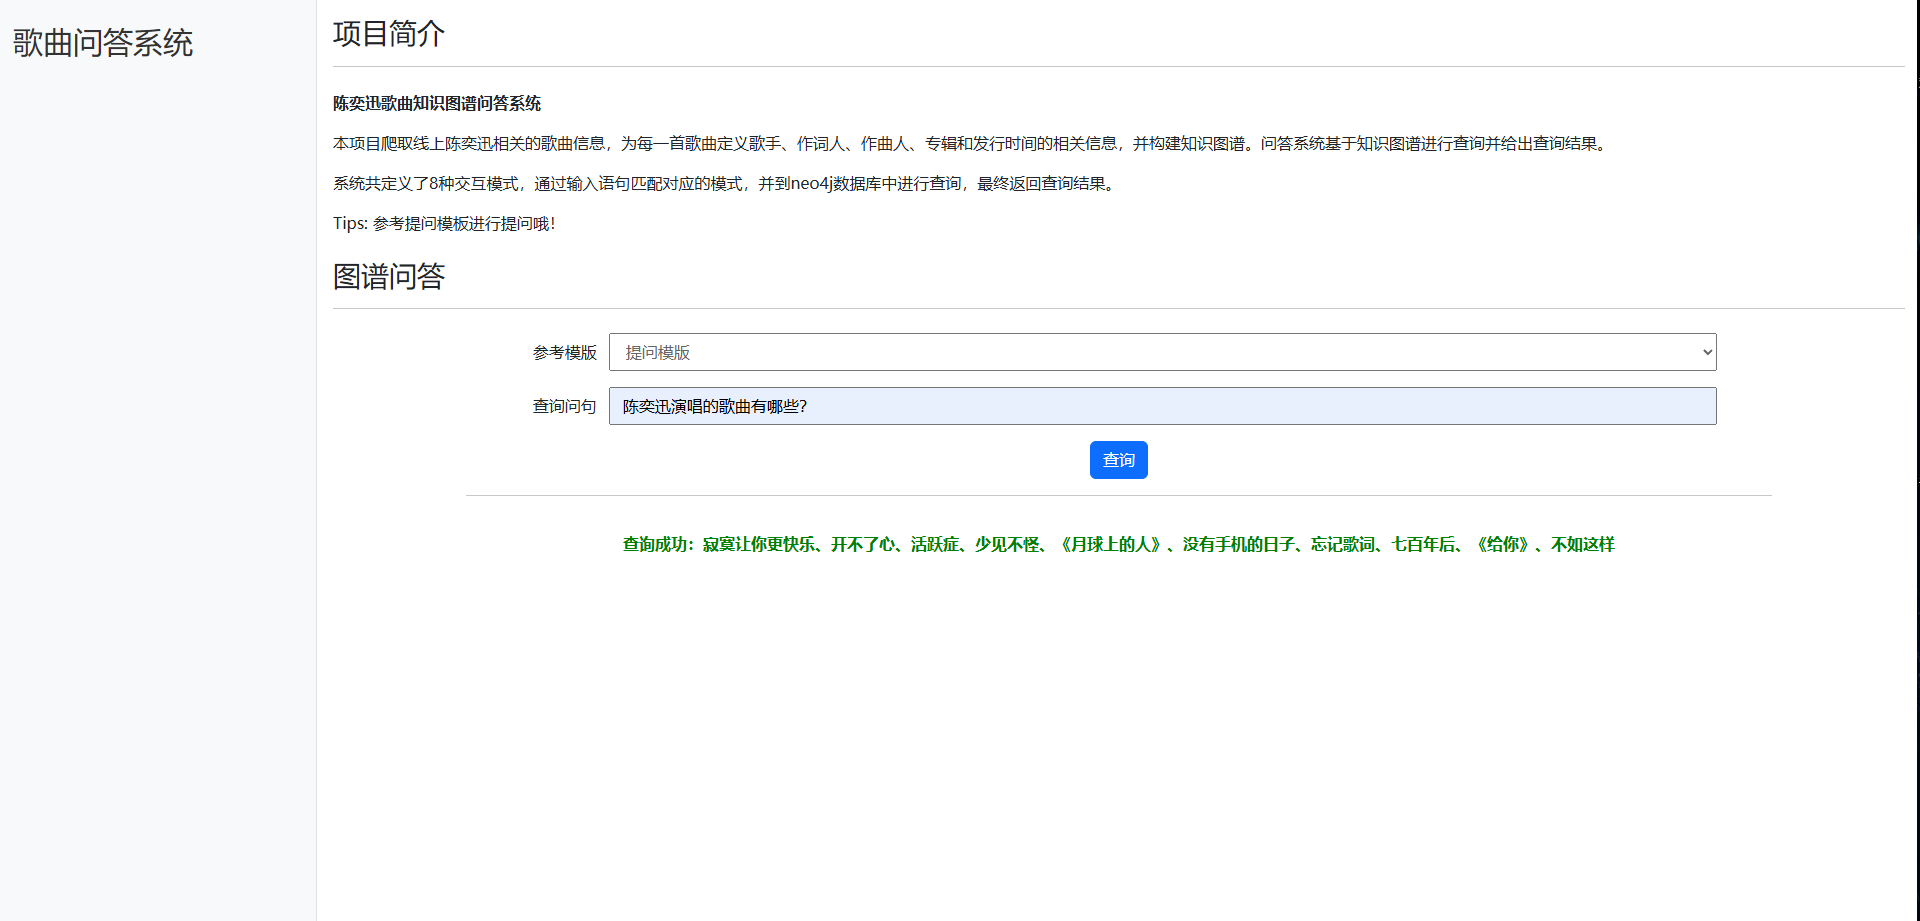 歌曲问答系统
项目简介
陈奕迅歌曲知识图谱问答系统
本项目爬取线上陈奕迅相关的歌曲信息，为每一首歌曲定义歌手、作词人、作曲人、专辑和发行时间的相关信息，并构建知识图谱。问答系统基于知识图谱进行查询并给出查询结果。
系统共定义了8种交互模式，通过输入语句匹配对应的模式，并到neo4j数据库中进行查询，最终返回查询结果。
Tips: 参考提问模板进行提问哦！
图谱问答
参考模版 提问模版
查询问句 陈奕迅演唱的歌曲有哪些?
查询
查询成功：寂寞让你更快乐、开不了心、活跃症、少见不怪、《月球上的人》、没有手机的日子、忘记歌词、七百年后、《给你》、不如这样